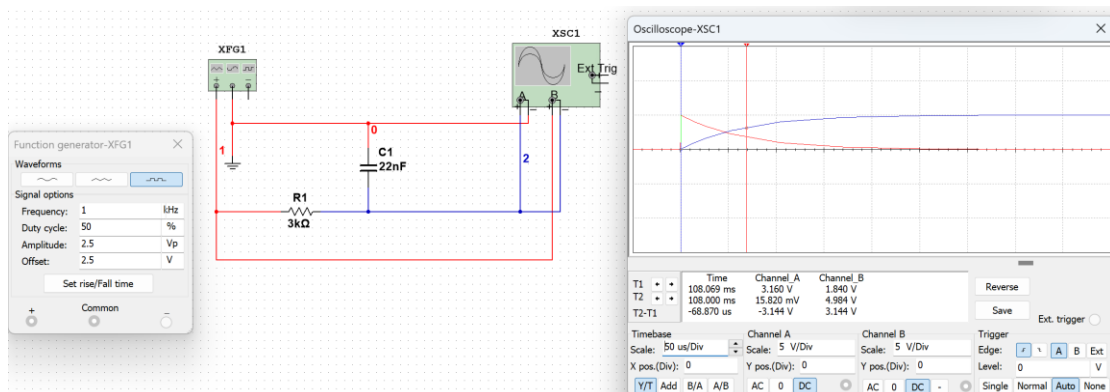 XFG1
XSC1
Ext Trig
A
B
0
1
2
C1
22nF
R1
3kΩ
Function generator-XFG1
Waveforms
Signal options
Frequency: 1 kHz
Duty cycle: 50 %
Amplitude: 2.5 Vp
Offset: 2.5 V
Set rise/Fall time
+ Common −
Oscilloscope-XSC1
Time Channel_A Channel_B
T1 108.069 ms 3.160 V 1.840 V
T2 108.000 ms 15.820 mV 4.984 V
T2-T1 -68.870 us -3.144 V 3.144 V
Reverse
Save
Ext. trigger
Timebase
Scale: 50 us/Div
X pos.(Div): 0
Y/T Add B/A A/B
Channel A
Scale: 5 V/Div
Y pos.(Div): 0
AC 0 DC
Channel B
Scale: 5 V/Div
Y pos.(Div): 0
AC 0 DC -
Trigger
Edge: A B Ext
Level: 0 V
Single Normal Auto None